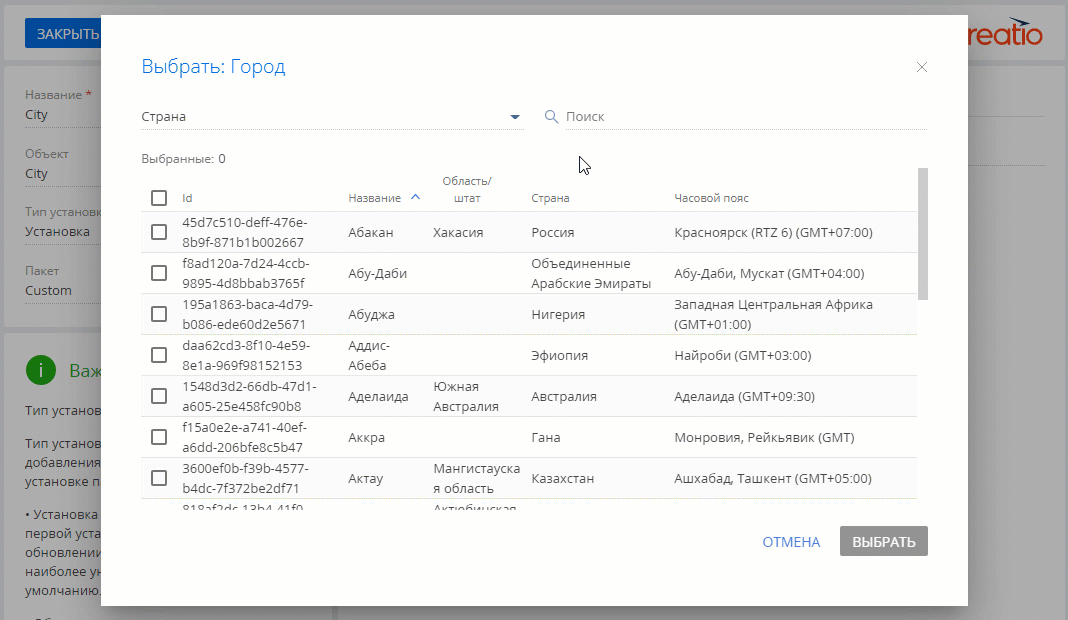 ЗАКРЫТЬ
reatio
Название *
City
Объект
City
Тип установк
Установка
Пакет
Custom
i
Важ
Тип установ
Тип установ
добавления
установке п
• Установка
первой уста
обновлении
наиболее ун
умолчанию.
Выбрать: Город
Страна
Поиск
Выбранные: 0
Id
Название
Область/
штат
Страна
Часовой пояс
45d7c510-deff-476e-
8b9f-871b1b002667
Абакан
Хакасия
Россия
Красноярск (RTZ 6) (GMT+07:00)
f8ad120a-7d24-4ccb-
9895-4d8bbab3765f
Абу-Даби
Объединенные
Арабские Эмираты
Абу-Даби, Мускат (GMT+04:00)
195a1863-baca-4d79-
b086-ede60d2e5671
Абуджа
Нигерия
Западная Центральная Африка
(GMT+01:00)
daa62cd3-8f10-4e59-
8e1a-969f98152153
Аддис-
Абеба
Эфиопия
Найроби (GMT+03:00)
1548d3d2-66db-47d1-
a605-25e458fc90b8
Аделаида
Южная
Австралия
Австралия
Аделаида (GMT+09:30)
f15a0e2e-a741-40ef-
a6dd-206bfe8c5b47
Аккра
Гана
Монровия, Рейкьявик (GMT)
3600ef0b-f39b-4577-
b4dc-7f372be2df71
Актау
Мангистауска
я область
Казахстан
Ашхабад, Ташкент (GMT+05:00)
818af2dc-13b4-41f0
Актюбинская
ОТМЕНА
ВЫБРАТЬ